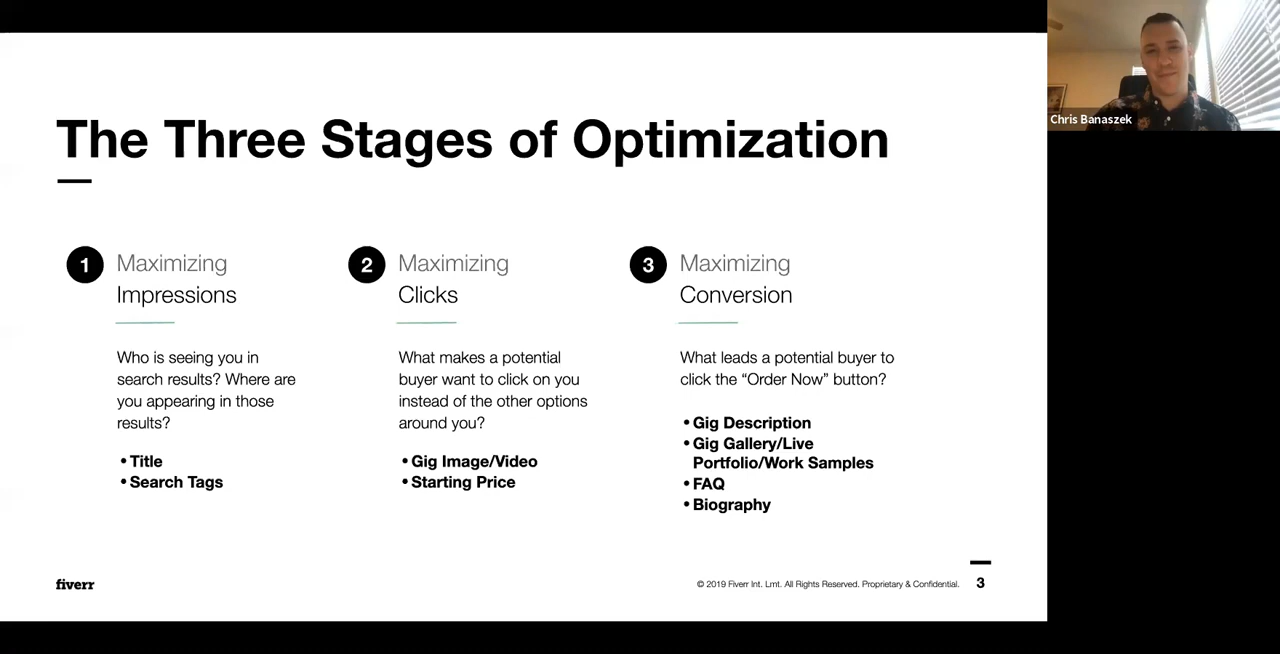 Chris Banaszek
The Three Stages of Optimization
1
Maximizing
Impressions
Who is seeing you in
search results? Where are
you appearing in those
results?
• Title
• Search Tags
2
Maximizing
Clicks
What makes a potential
buyer want to click on you
instead of the other options
around you?
• Gig Image/Video
• Starting Price
3
Maximizing
Conversion
What leads a potential buyer to
click the “Order Now” button?
• Gig Description
• Gig Gallery/Live
Portfolio/Work Samples
• FAQ
• Biography
fiverr
© 2019 Fiverr Int. Lmt. All Rights Reserved. Proprietary & Confidential.
3